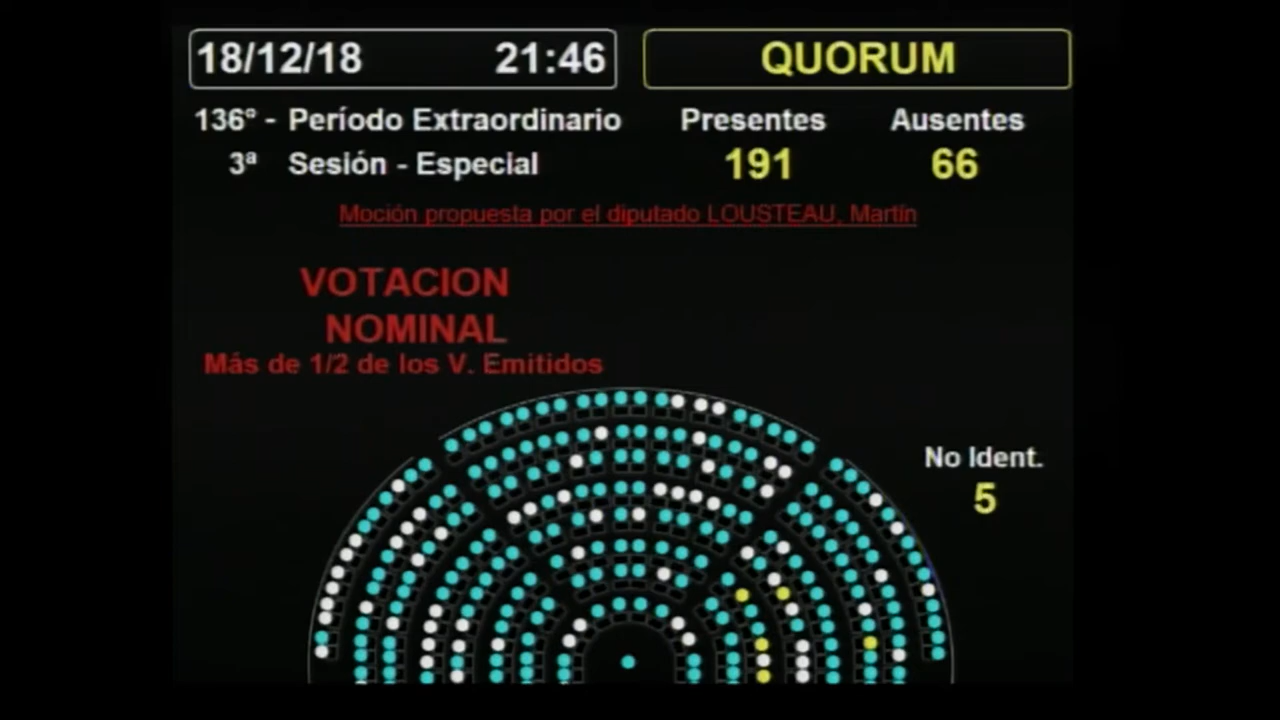 18/12/18 21:46 QUORUM
136º - Período Extraordinario Presentes Ausentes
3ª Sesión - Especial 191 66
Moción propuesta por el diputado LOUSTEAU, Martín
VOTACION
NOMINAL
Más de 1/2 de los V. Emitidos
No Ident.
5